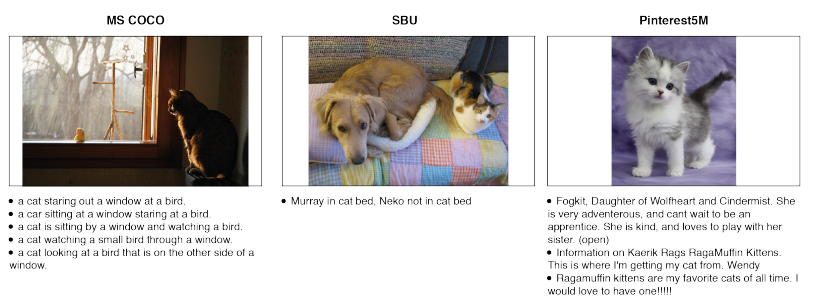 MS COCO
SBU
Pinterest5M
• a cat staring out a window at a bird.
• a car sitting at a window staring at a bird.
• a cat is sitting by a window and watching a bird.
• a cat watching a small bird through a window.
• a cat looking at a bird that is on the other side of a
window.
• Murray in cat bed, Neko not in cat bed
• Fogkit, Daughter of Wolfheart and Cindermist. She
is very adventerous, and cant wait to be an
apprentice. She is kind, and loves to play with her
sister. (open)
• Information on Kaerik Rags RagaMuffin Kittens.
This is where I'm getting my cat from. Wendy
• Ragamuffin kittens are my favorite cats of all time. I
would love to have one!!!!!